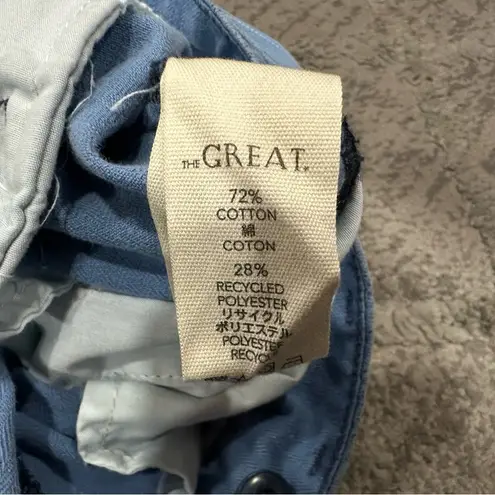 THE GREAT.
72%
COTTON
綿
COTON
28%
RECYCLED
POLYESTER
リサイクル
ポリエステル
POLYESTER